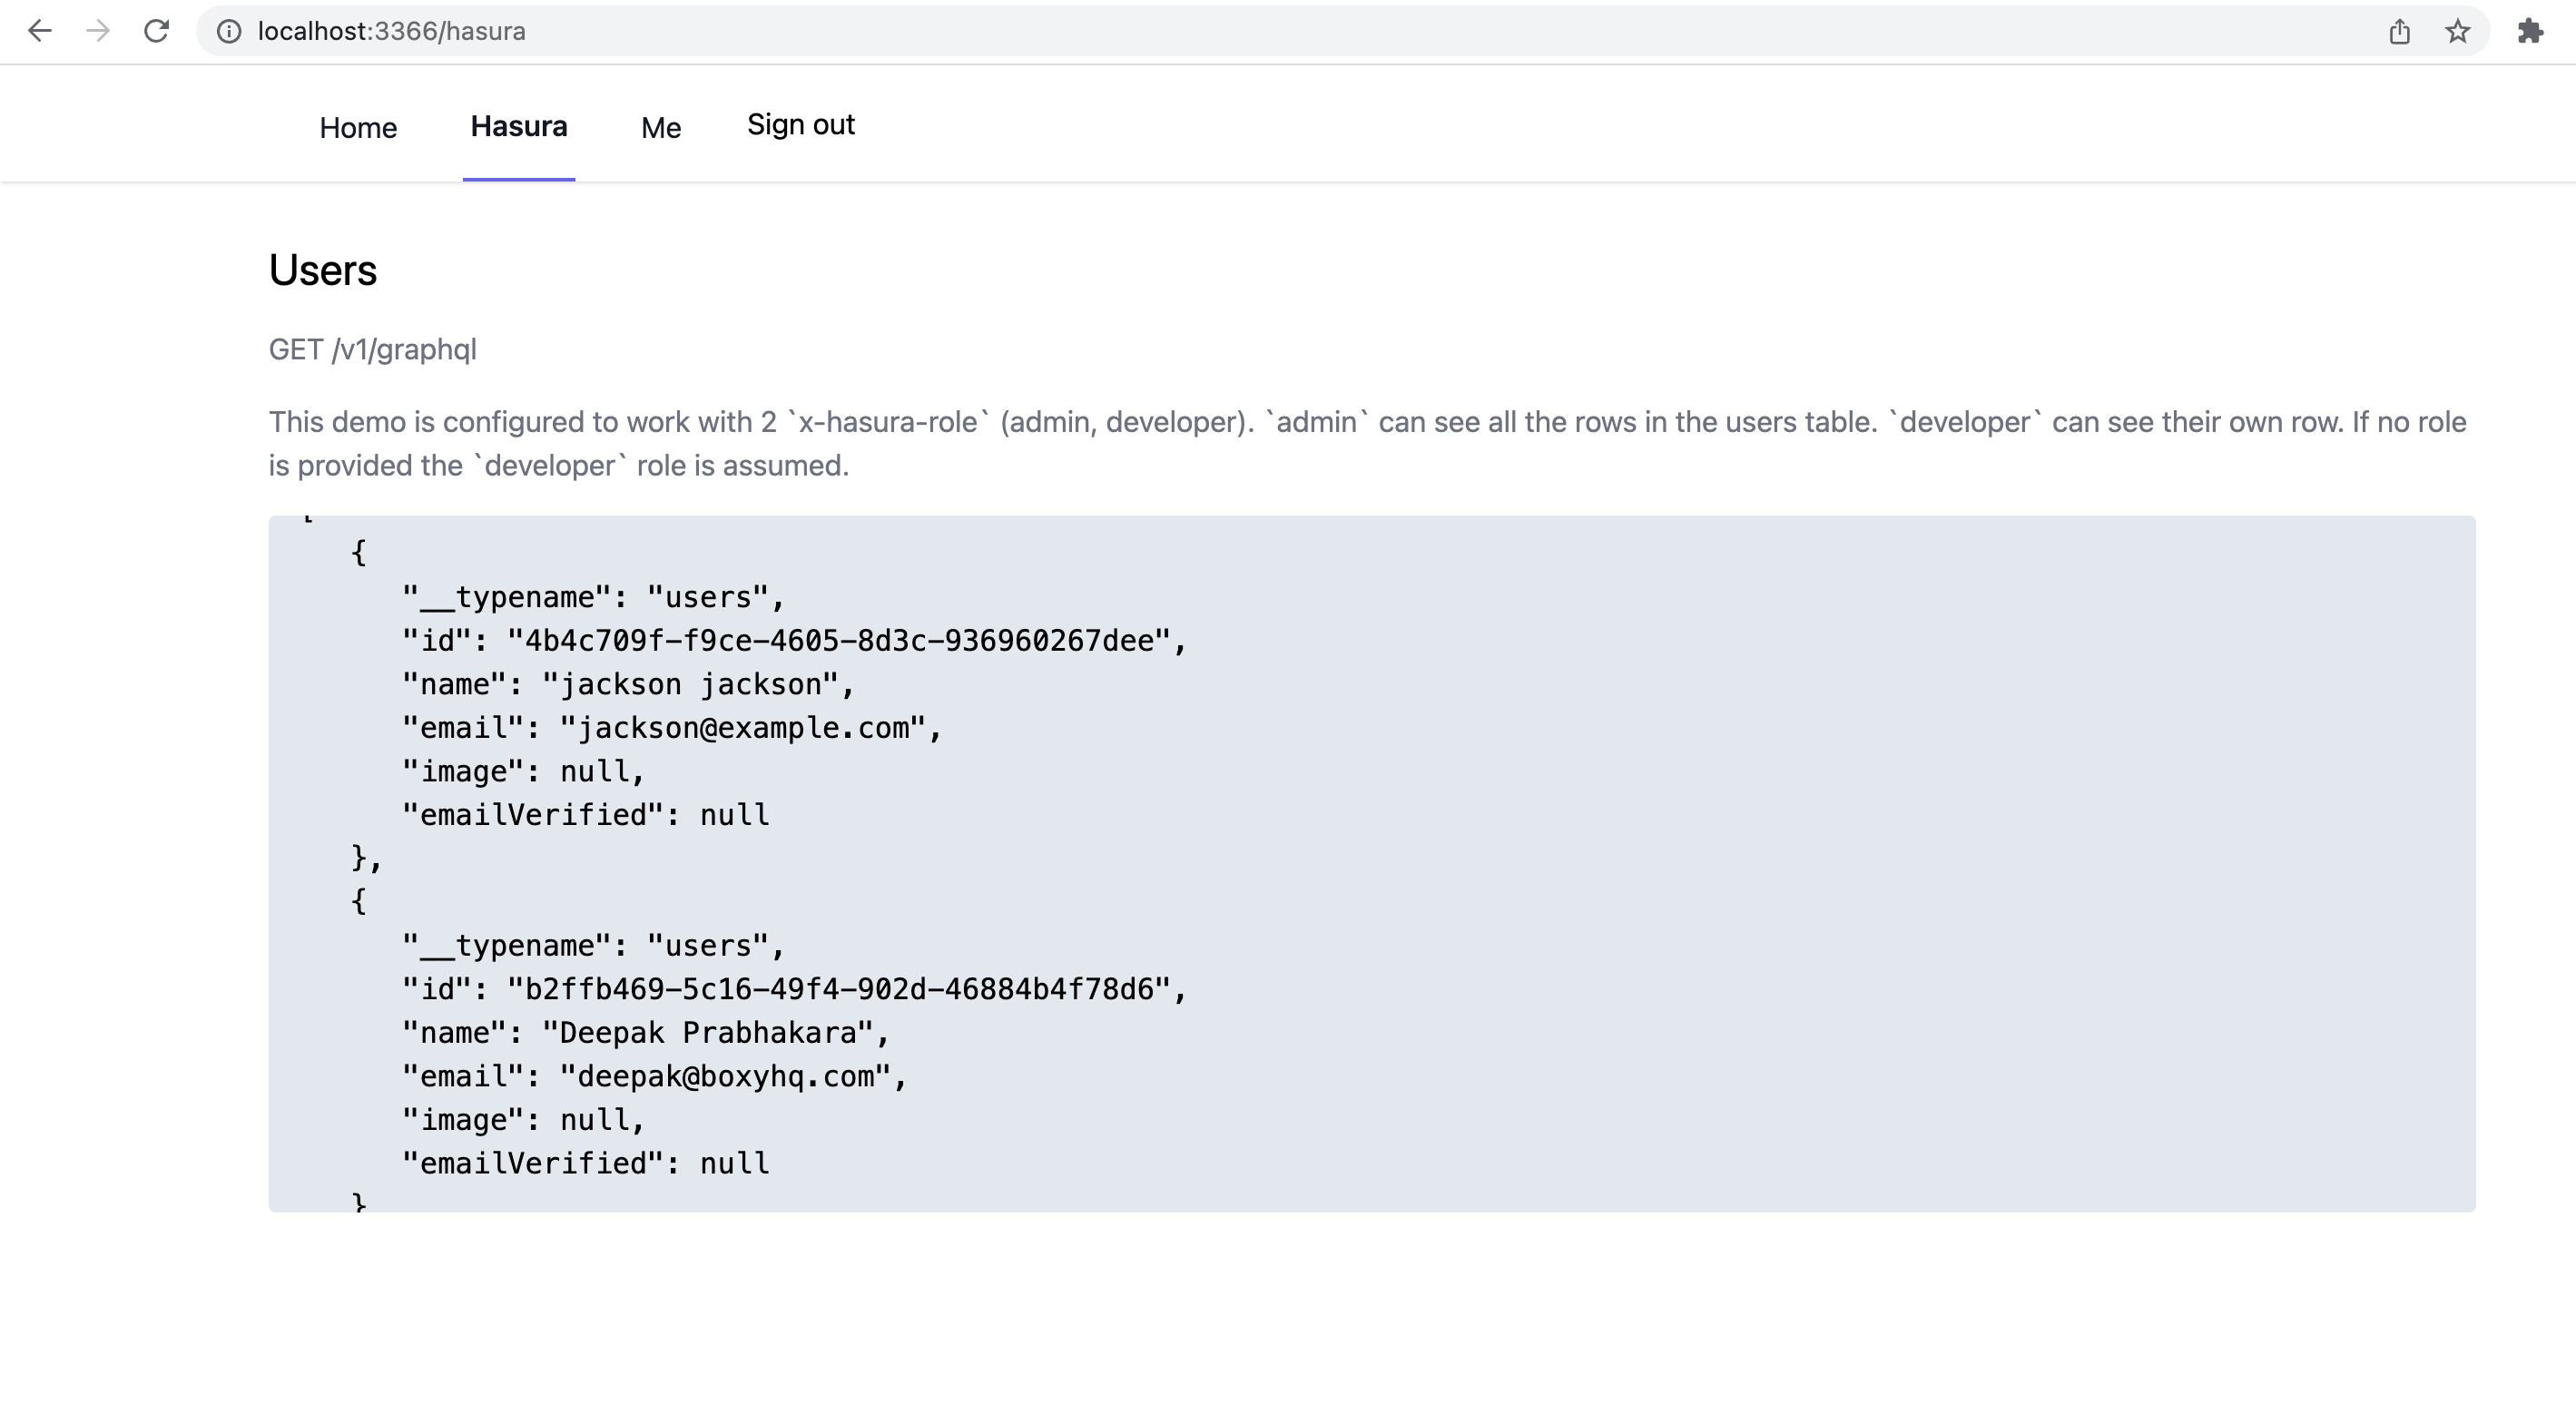 localhost:3366/hasura
Home Hasura Me Sign out
Users
GET /v1/graphql
This demo is configured to work with 2 `x-hasura-role` (admin, developer). `admin` can see all the rows in the users table. `developer` can see their own row. If no role
is provided the `developer` role is assumed.
[
{
"__typename": "users",
"id": "4b4c709f-f9ce-4605-8d3c-936960267dee",
"name": "jackson jackson",
"email": "jackson@example.com",
"image": null,
"emailVerified": null
},
{
"__typename": "users",
"id": "b2ffb469-5c16-49f4-902d-46884b4f78d6",
"name": "Deepak Prabhakara",
"email": "deepak@boxyhq.com",
"image": null,
"emailVerified": null
}